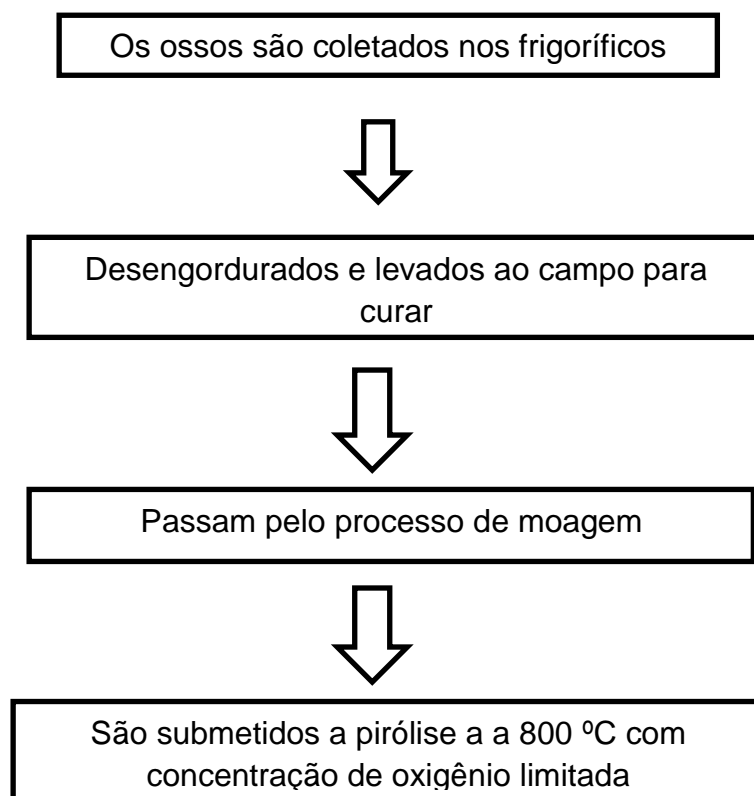 Os ossos são coletados nos frigoríficos
Desengordurados e levados ao campo para
curar
Passam pelo processo de moagem
São submetidos a pirólise a a 800 ºC com
concentração de oxigênio limitada